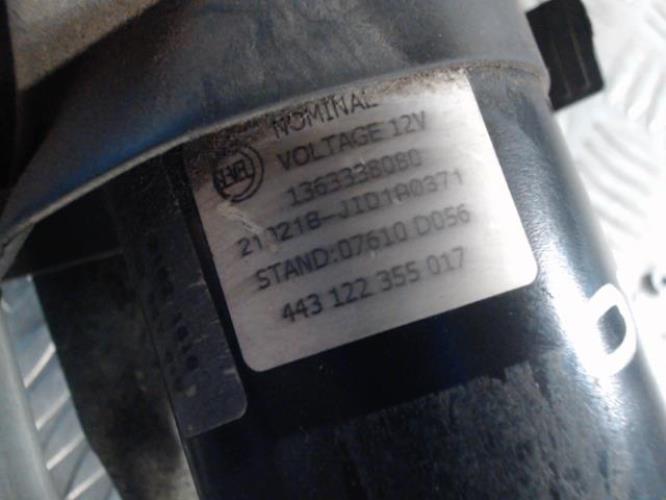 NOMINAL
VOLTAGE 12V
1363338080
STAND:07610 D056
443 122 355 017